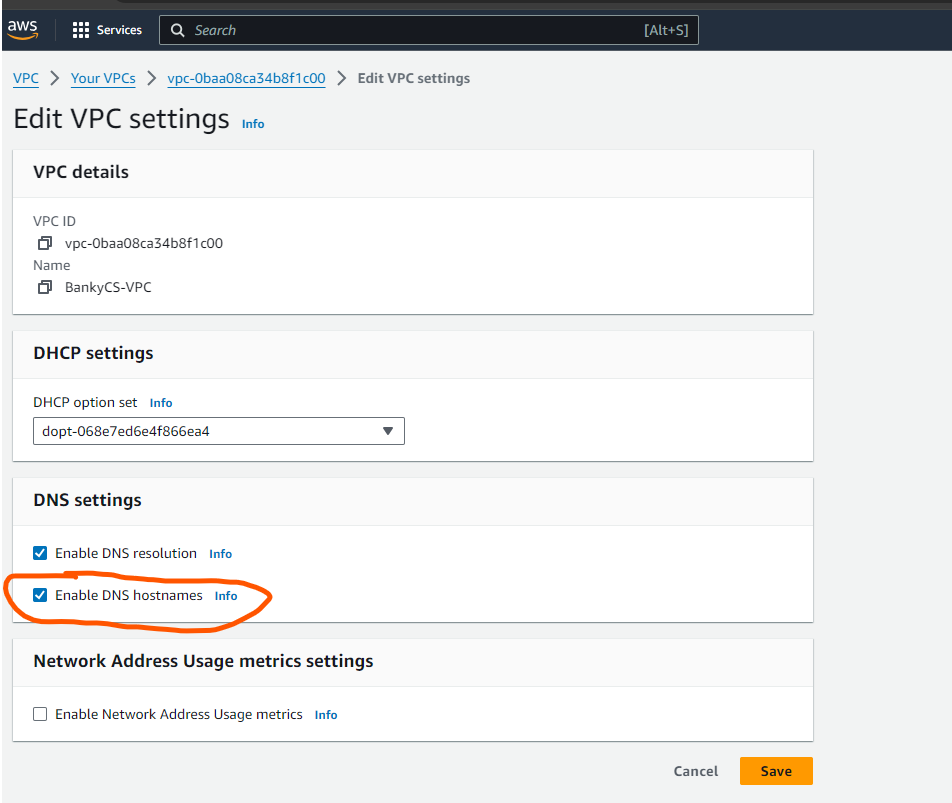 aws Services Search [Alt+S]
VPC > Your VPCs > vpc-0baa08ca34b8f1c00 > Edit VPC settings
Edit VPC settings Info
VPC details
VPC ID
vpc-0baa08ca34b8f1c00
Name
BankyCS-VPC
DHCP settings
DHCP option set Info
dopt-068e7ed6e4f866ea4
DNS settings
Enable DNS resolution Info
Enable DNS hostnames Info
Network Address Usage metrics settings
Enable Network Address Usage metrics Info
Cancel Save